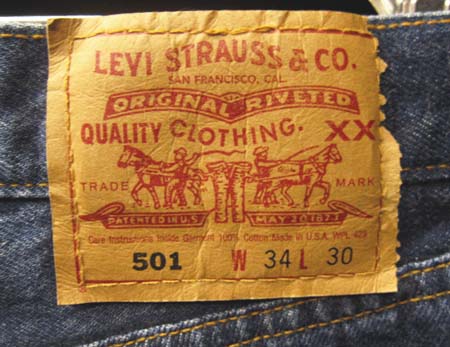 LEVI STRAUSS & CO.
SAN FRANCISCO, CAL.
ORIGINAL RIVETED
QUALITY CLOTHING. XX
TRADE MARK
PATENTED IN U.S. MAY 20 1873
Care Instructions Inside Garment 100% Cotton Made in U.S.A. WPL 423
501 W 34 L 30